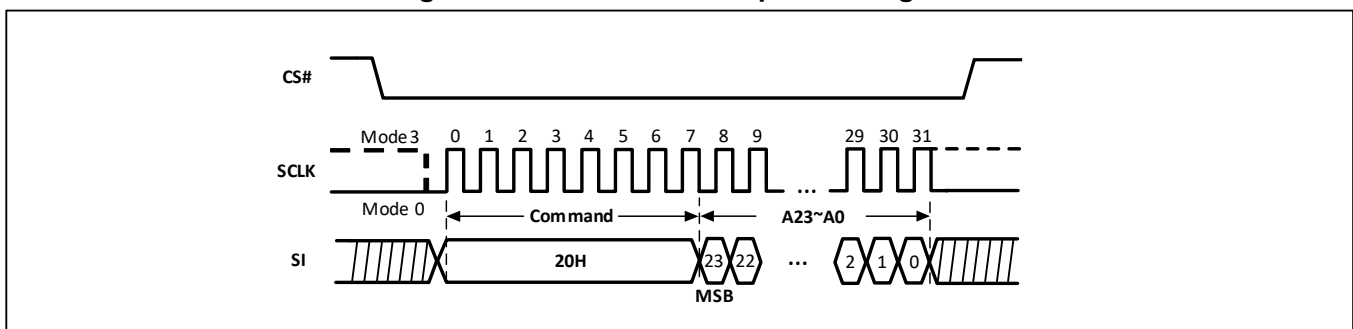 CS#
Mode 3 0 1 2 3 4 5 6 7 8 9 29 30 31
SCLK ...
Mode 0 Command A23~A0
SI 20H 23 22 ... 2 1 0
MSB